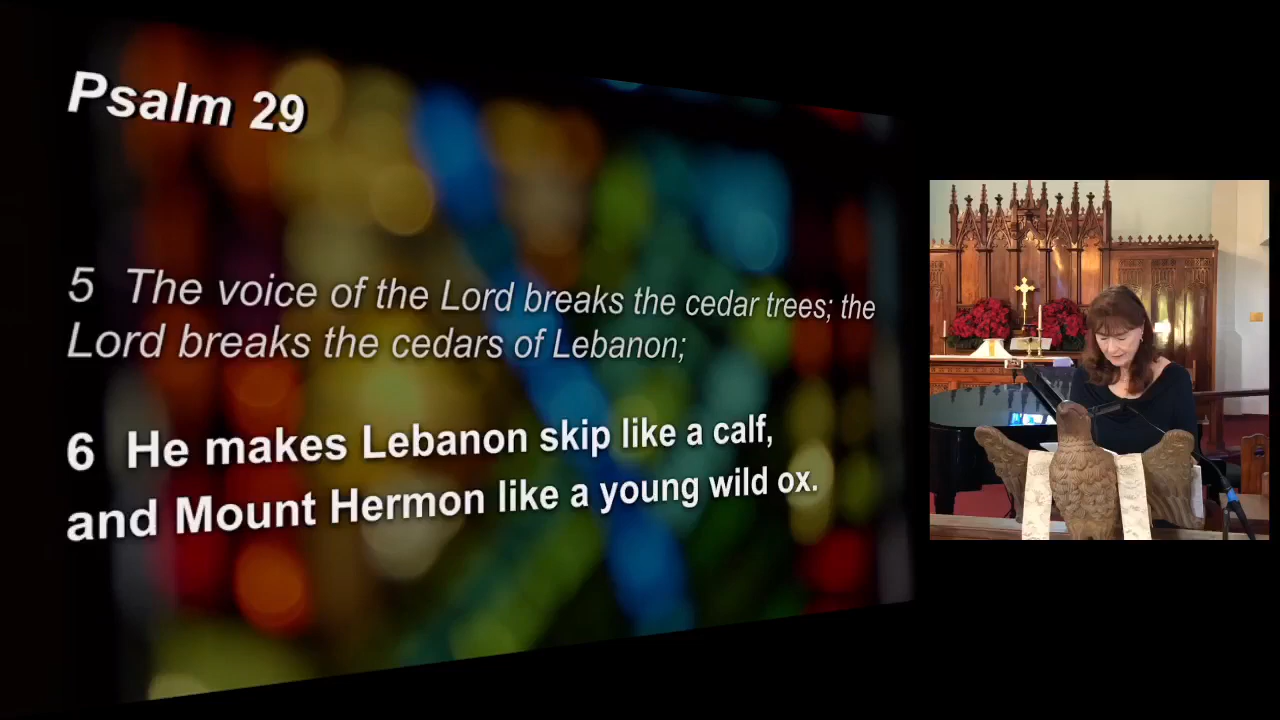 Psalm 29
5 The voice of the Lord breaks the cedar trees; the
Lord breaks the cedars of Lebanon;
6 He makes Lebanon skip like a calf,
and Mount Hermon like a young wild ox.